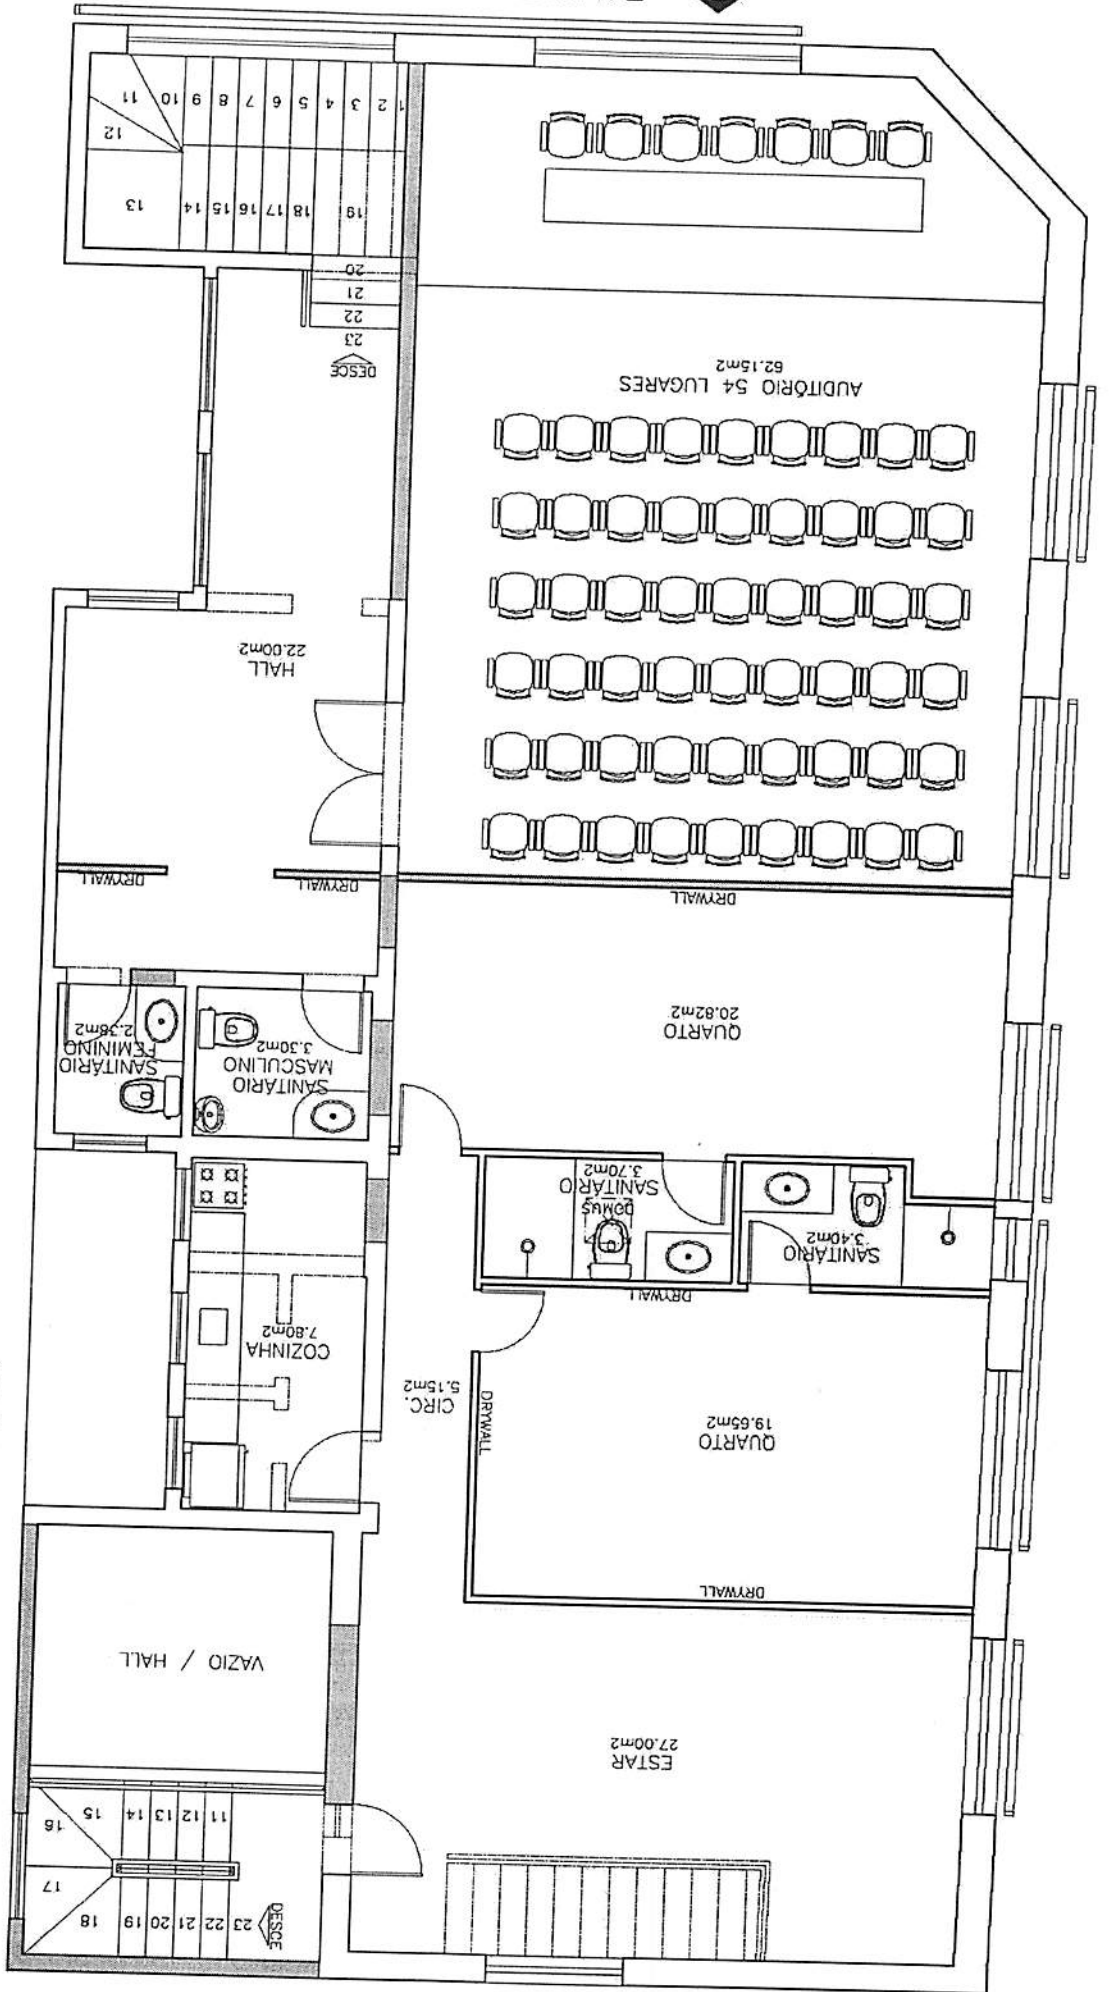 DESCE
23 22 21 20 19 18
17
11 12 13 14 15 16
ESTAR
27.00m2
VAZIO / HALL
DRYWALL
QUARTO
19.65m2
DRYWALL
CIRC.
5.15m2
COZINHA
7.80m2
DRYWALL
SANITÁRIO
3.40m2
DOMUS
SANITÁRIO
3.70m2
SANITÁRIO
MASCULINO
3.30m2
SANITÁRIO
FEMININO
2.38m2
QUARTO
20.82m2
DRYWALL
DRYWALL
DRYWALL
HALL
22.00m2
AUDITÓRIO 54 LUGARES
62.15m2
DESCE
23
22
21
20
19 18 17 16 15 14 13
12
1 2 3 4 5 6 7 8 9 10 11